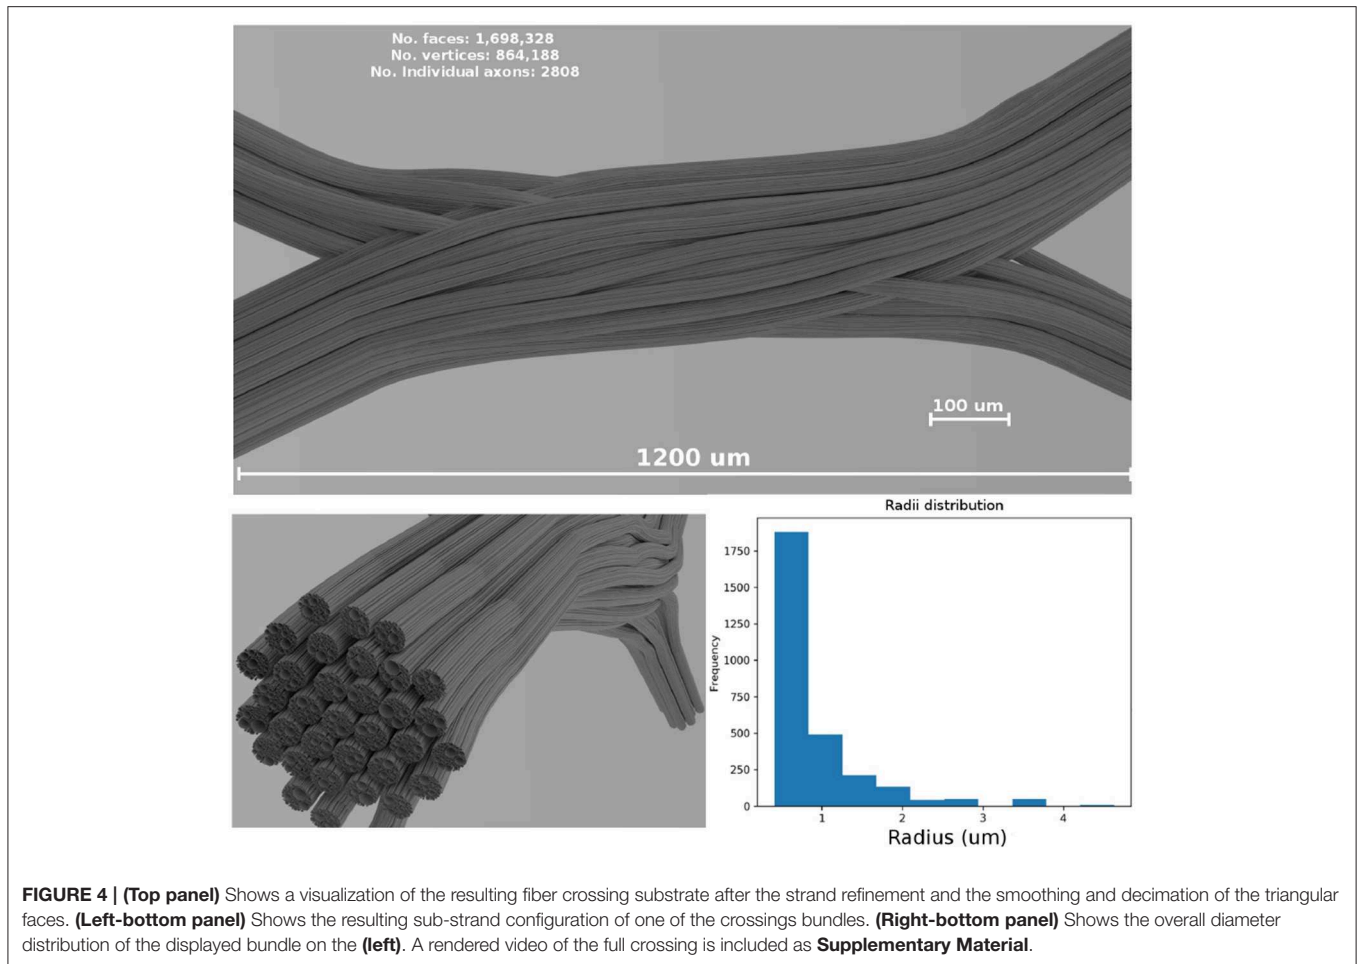 No. faces: 1,698,328
No. vertices: 864,188
No. Individual axons: 2808
100 um
1200 um
Radii distribution
1750
1500
1250
1000
750
500
250
0
Frequency
1
2
3
4
Radius (um)
FIGURE 4 | (Top panel) Shows a visualization of the resulting fiber crossing substrate after the strand refinement and the smoothing and decimation of the triangular
faces. (Left-bottom panel) Shows the resulting sub-strand configuration of one of the crossings bundles. (Right-bottom panel) Shows the overall diameter
distribution of the displayed bundle on the (left). A rendered video of the full crossing is included as Supplementary Material.